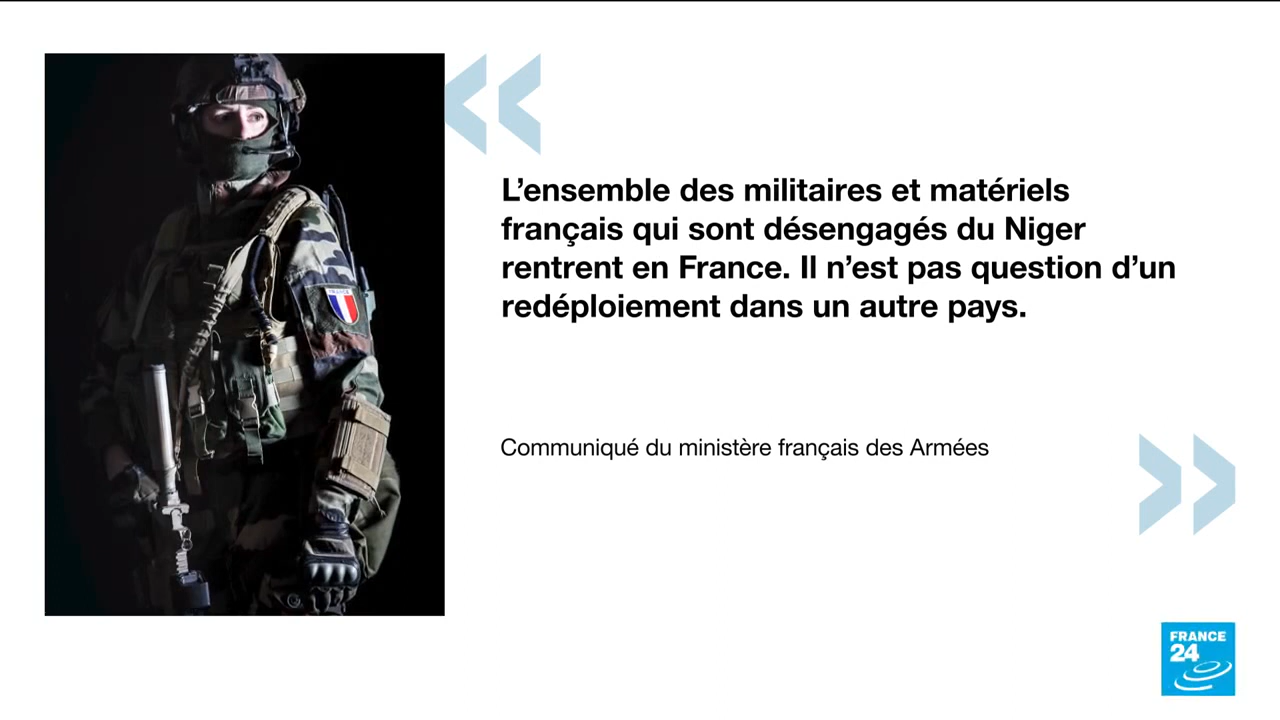 L’ensemble des militaires et matériels
français qui sont désengagés du Niger
rentrent en France. Il n’est pas question d’un
redéploiement dans un autre pays.
Communiqué du ministère français des Armées
FRANCE
24